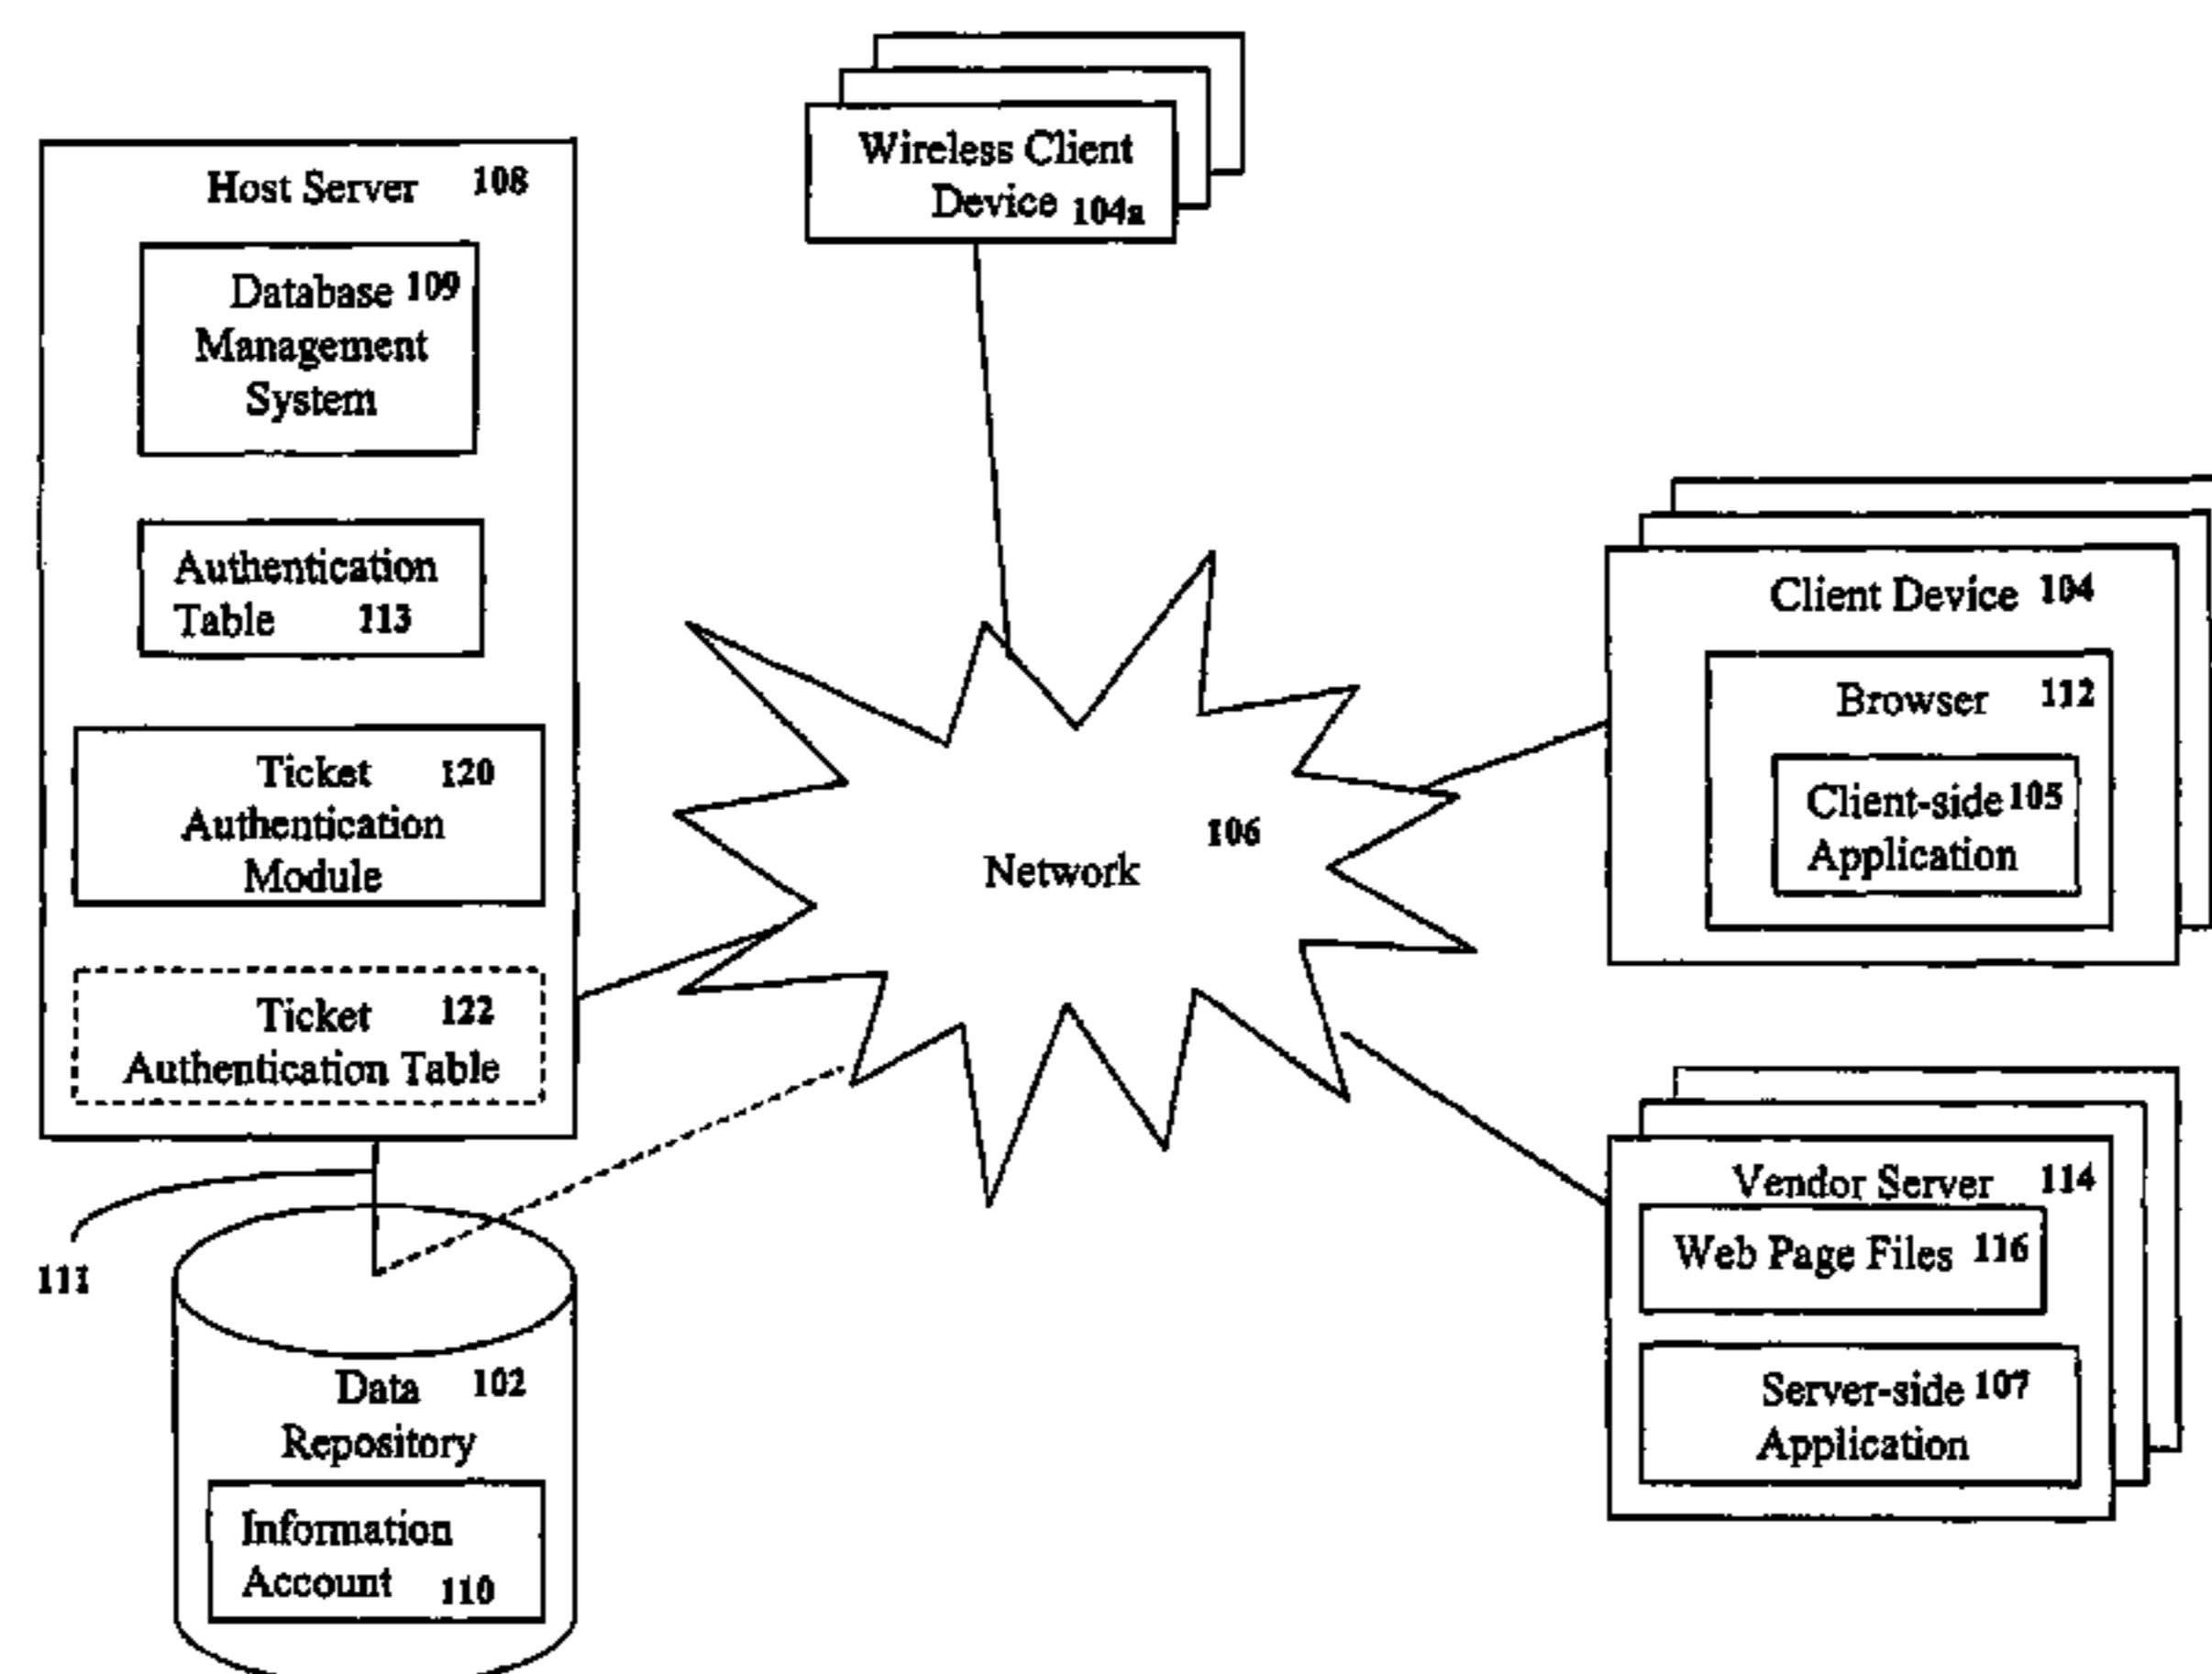 Wireless Client
Device 104a
Host Server 108
Database 109
Management
System
Authentication
Table 113
Ticket 120
Authentication
Module
Ticket 122
Authentication Table
111
Data 102
Repository
Information
Account 110
Network 106
Client Device 104
Browser 112
Client-side 105
Application
Vendor Server 114
Web Page Files 116
Server-side 107
Application